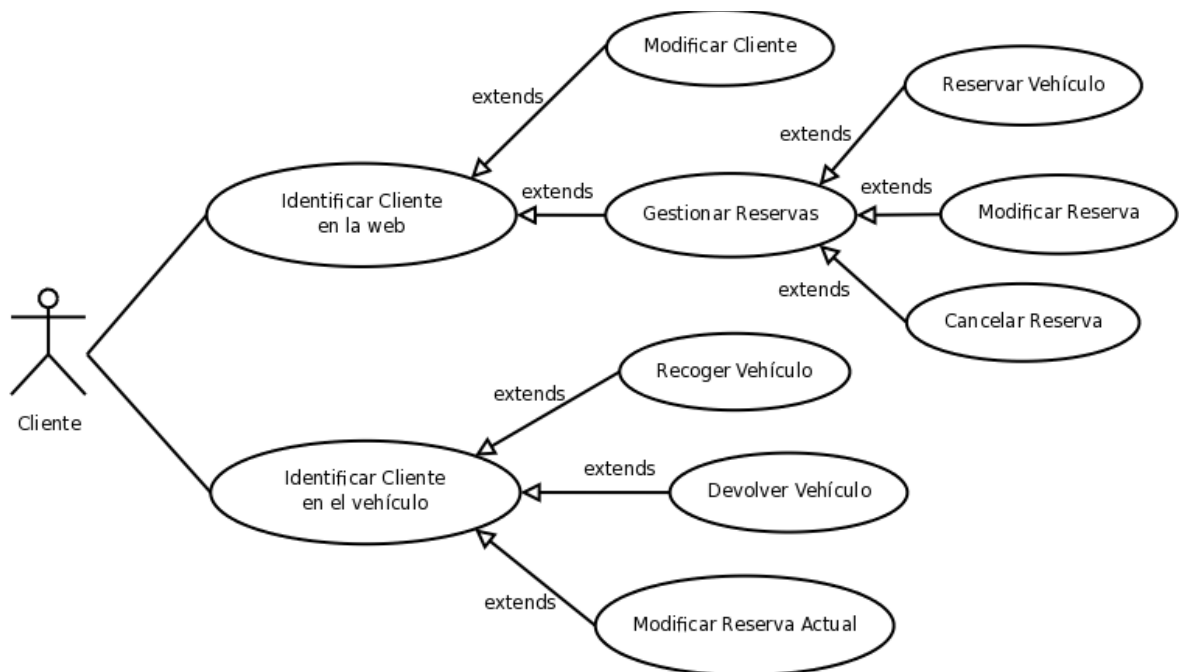 Modificar Cliente
extends
Reservar Vehículo
extends
Identificar Cliente
en la web
extends
Gestionar Reservas
extends
Modificar Reserva
extends
Cancelar Reserva
Cliente
Recoger Vehículo
extends
Identificar Cliente
en el vehículo
extends
Devolver Vehículo
extends
Modificar Reserva Actual